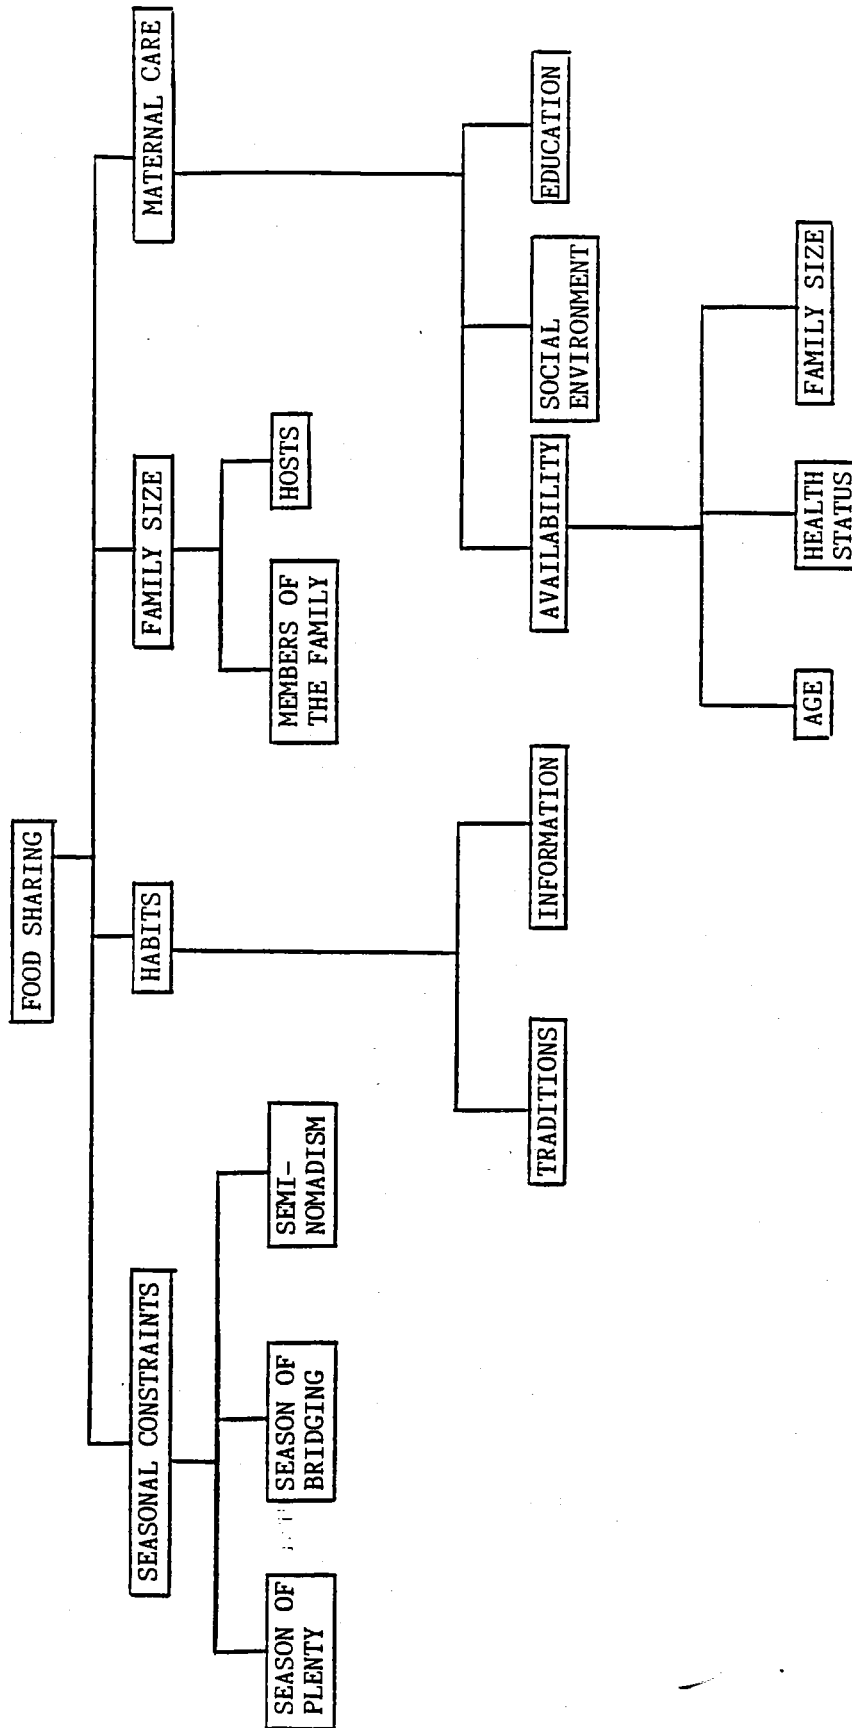 FOOD SHARING
SEASONAL CONSTRAINTS
HABITS
FAMILY SIZE
MATERNAL CARE
SEASON OF
PLENTY
SEASON OF
BRIDGING
SEMI-
NOMADISM
MEMBERS OF
THE FAMILY
HOSTS
TRADITIONS
INFORMATION
AVAILABILITY
SOCIAL
ENVIRONMENT
EDUCATION
AGE
HEALTH
STATUS
FAMILY SIZE